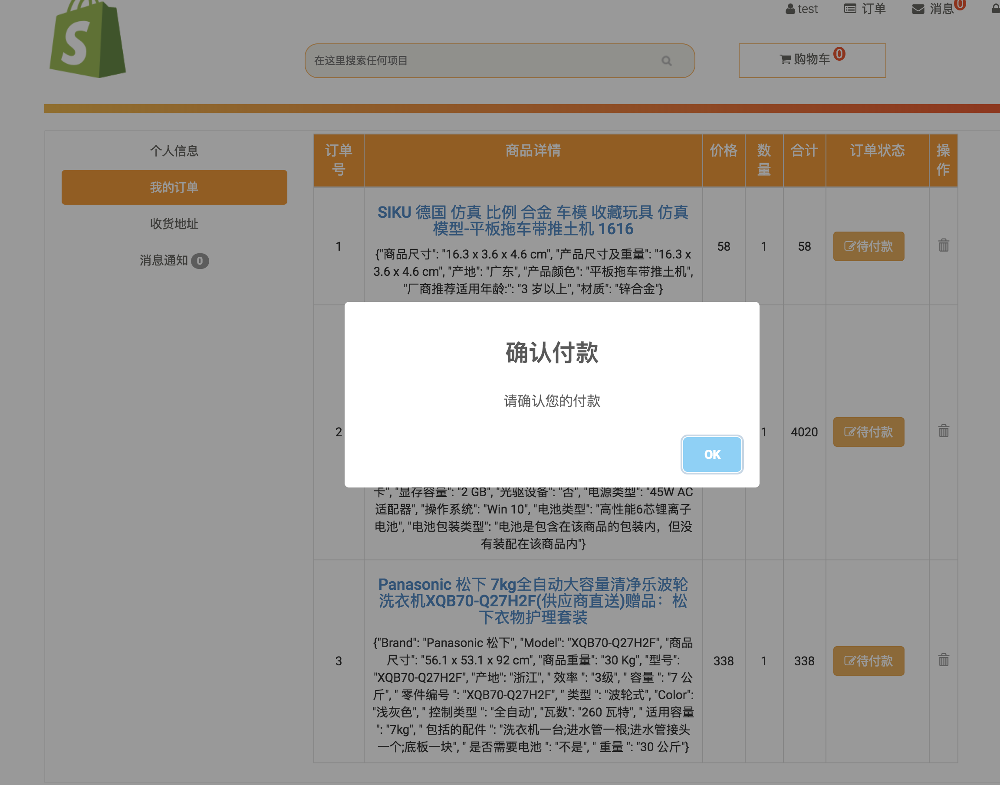 S
test 订单 消息 0
在这里搜索任何项目
购物车 0
个人信息
我的订单
收货地址
消息通知 0
订单号 商品详情 价格 数量 合计 订单状态 操作
SIKU 德国 仿真 比例 合金 车模 收藏玩具 仿真
模型-平板拖车带推土机 1616
{"商品尺寸": "16.3 x 3.6 x 4.6 cm", "产品尺寸及重量": "16.3 x
3.6 x 4.6 cm", "产地": "广东", "产品颜色": "平板拖车带推土机",
"厂商推荐适用年龄:": "3 岁以上", "材质": "锌合金"}
1 58 1 58 待付款
确认付款
请确认您的付款
OK
2 1 4020 待付款
卡", "显存容量": "2 GB", "光驱设备": "否", "电源类型": "45W AC
适配器", "操作系统": "Win 10", "电池类型": "高性能6芯锂离子
电池", "电池包装类型": "电池是包含在该商品的包装内，但没
有装配在该商品内"}
Panasonic 松下 7kg全自动大容量清净乐波轮
洗衣机XQB70-Q27H2F(供应商直送)赠品：松
下衣物护理套装
{"Brand": "Panasonic 松下", "Model": "XQB70-Q27H2F", "商品
尺寸": "56.1 x 53.1 x 92 cm", "商品重量": "30 Kg", "型号":
"XQB70-Q27H2F", "产地": "浙江", " 效率 ": "3级", " 容量 ": "7 公
斤", " 零件编号 ": "XQB70-Q27H2F", " 类型 ": "波轮式", "Color":
"浅灰色", " 控制类型 ": "全自动", "瓦数": "260 瓦特", " 适用容量
": "7kg", " 包括的配件 ": "洗衣机一台;进水管一根;进水管接头
一个;底板一块", " 是否需要电池 ": "不是", " 重量 ": "30 公斤"}
3 338 1 338 待付款